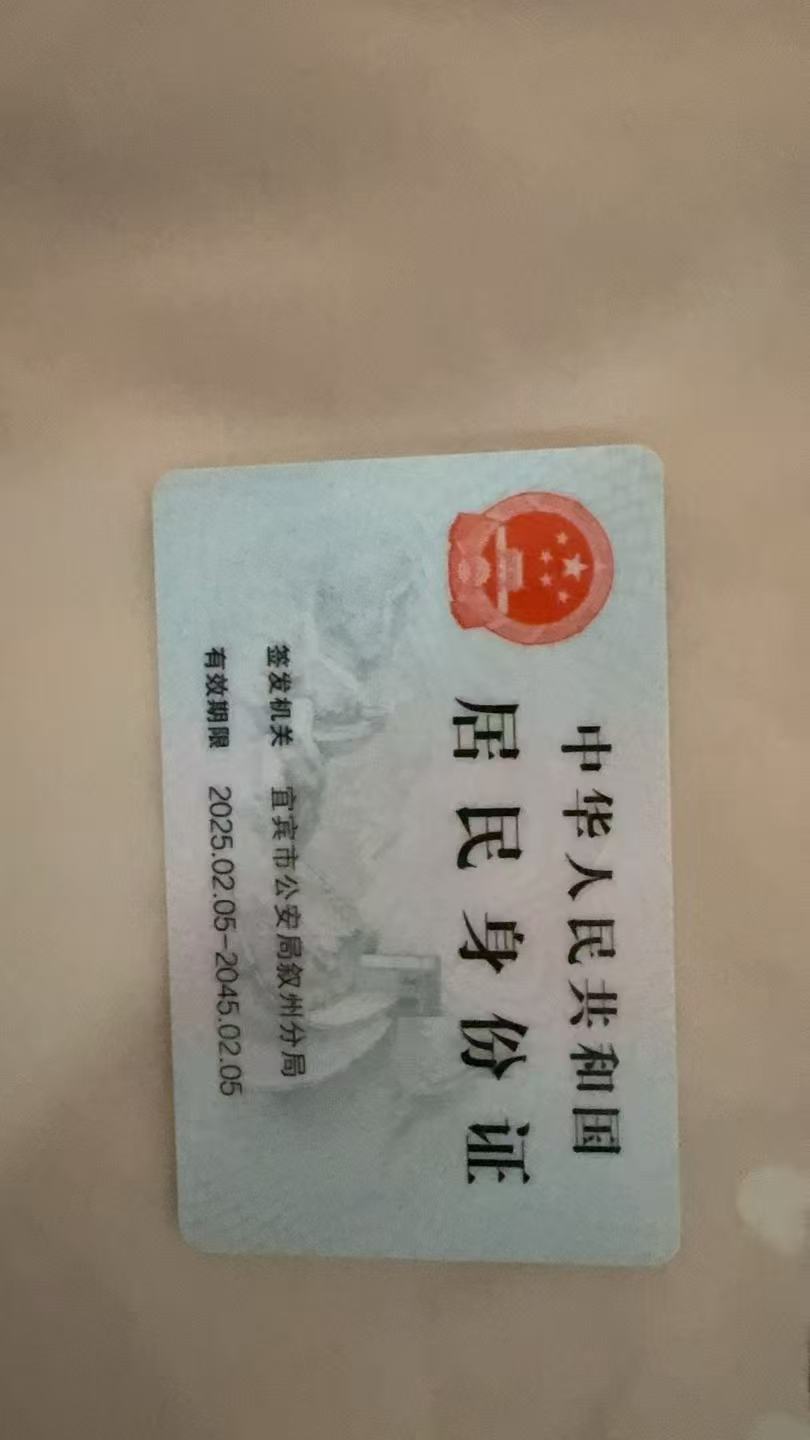 中华人民共和国
居民身份证
签发机关 宜宾市公安局叙州分局
有效期限 2025.02.05-2045.02.05